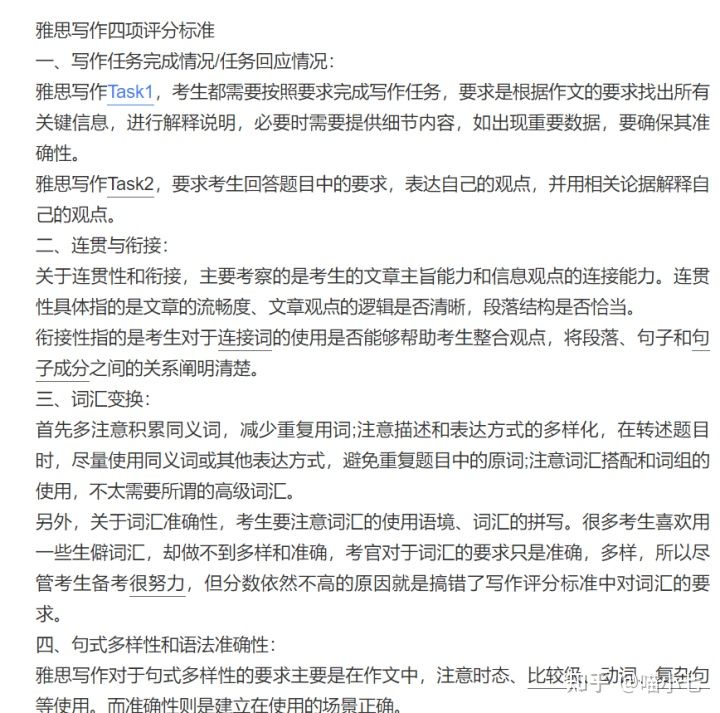 雅思写作四项评分标准
一、写作任务完成情况/任务回应情况：
雅思写作Task1，考生都需要按照要求完成写作任务，要求是根据作文的要求找出所有
关键信息，进行解释说明，必要时需要提供细节内容，如出现重要数据，要确保其准
确性。
雅思写作Task2，要求考生回答题目中的要求，表达自己的观点，并用相关论据解释自
己的观点。
二、连贯与衔接：
关于连贯性和衔接，主要考察的是考生的文章主旨能力和信息观点的连接能力。连贯
性具体指的是文章的流畅度、文章观点的逻辑是否清晰，段落结构是否恰当。
衔接性指的是考生对于连接词的使用是否能够帮助考生整合观点，将段落、句子和句
子成分之间的关系阐明清楚。
三、词汇变换：
首先多注意积累同义词，减少重复用词;注意描述和表达方式的多样化，在转述题目
时，尽量使用同义词或其他表达方式，避免重复题目中的原词;注意词汇搭配和词组的
使用，不太需要所谓的高级词汇。
另外，关于词汇准确性，考生要注意词汇的使用语境、词汇的拼写。很多考生喜欢用
一些生僻词汇，却做不到多样和准确，考官对于词汇的要求只是准确，多样，所以尽
管考生备考很努力，但分数依然不高的原因就是搞错了写作评分标准中对词汇的要
求。
四、句式多样性和语法准确性：
雅思写作对于句式多样性的要求主要是在作文中，注意时态、比较级、动词、复杂句
等使用。而准确性则是建立在使用的场景正确。
知乎 @喵小七